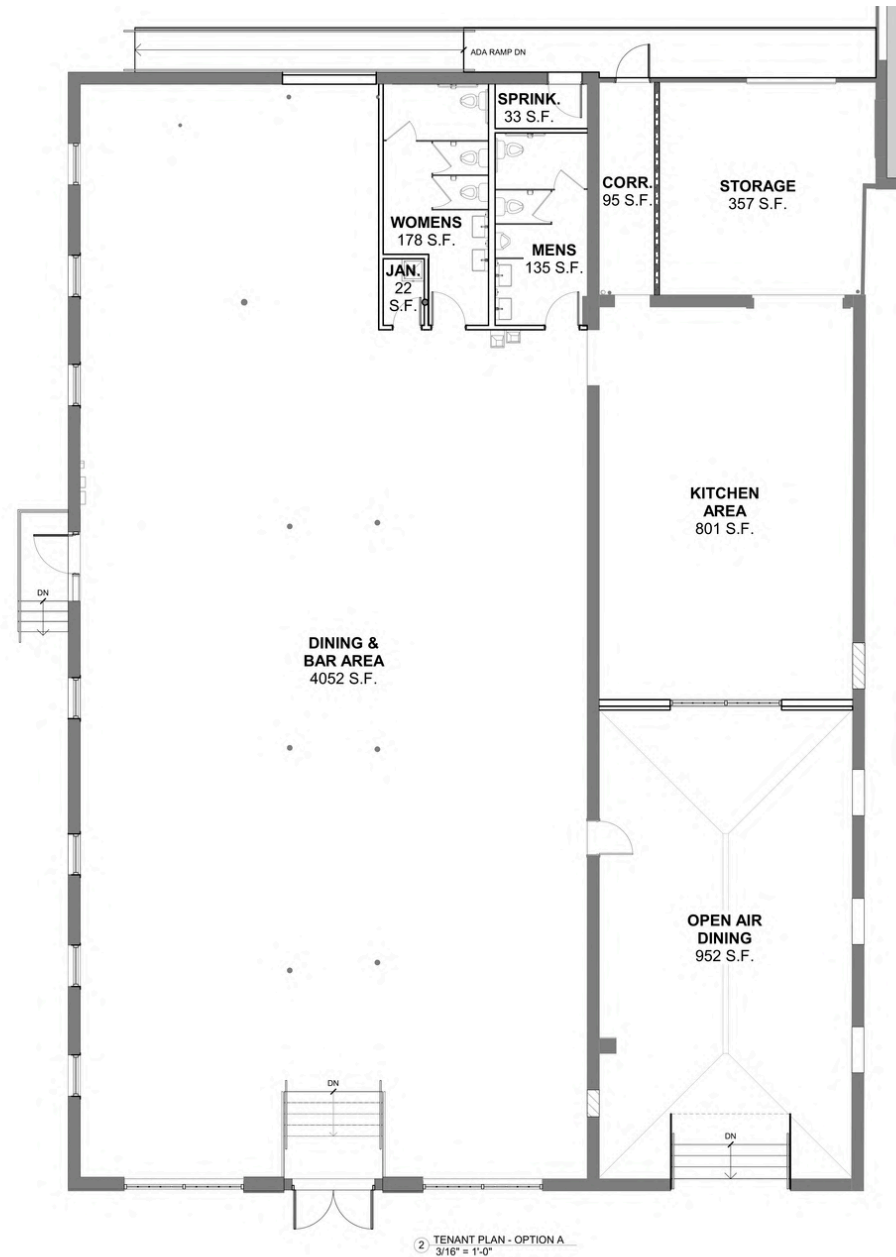 ADA RAMP DN
SPRINK.
33 S.F.
CORR.
95 S.F.
STORAGE
357 S.F.
WOMENS
178 S.F.
MENS
135 S.F.
JAN.
22
S.F.
KITCHEN
AREA
801 S.F.
DN
DINING &
BAR AREA
4052 S.F.
OPEN AIR
DINING
952 S.F.
DN
DN
2 TENANT PLAN - OPTION A
3/16" = 1'-0"